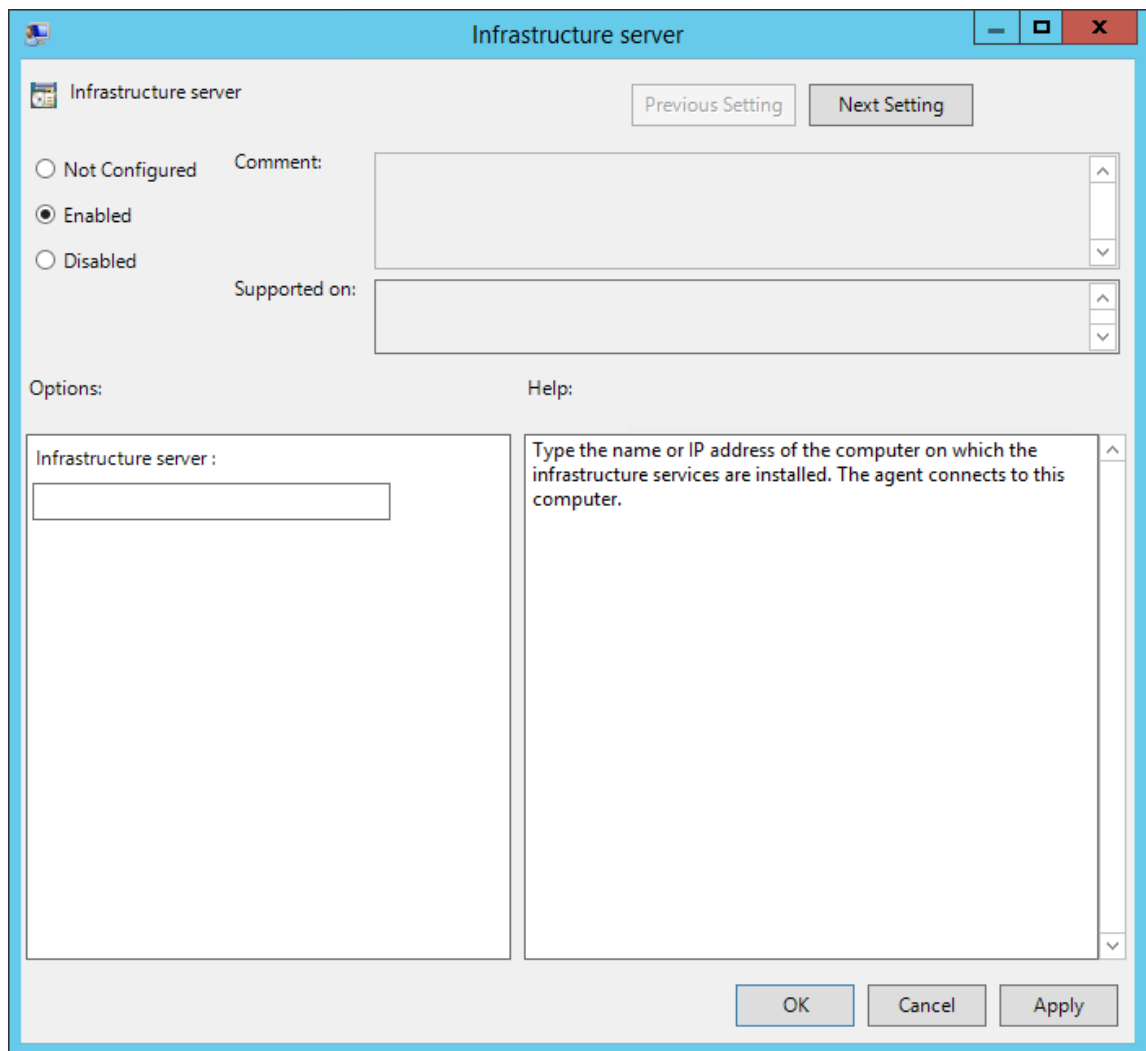 Infrastructure server
X
Infrastructure server
Previous Setting
Next Setting
Not Configured
Comment:
Enabled
Disabled
Supported on:
Options:
Help:
Infrastructure server :
Type the name or IP address of the computer on which the
infrastructure services are installed. The agent connects to this
computer.
OK
Cancel
Apply